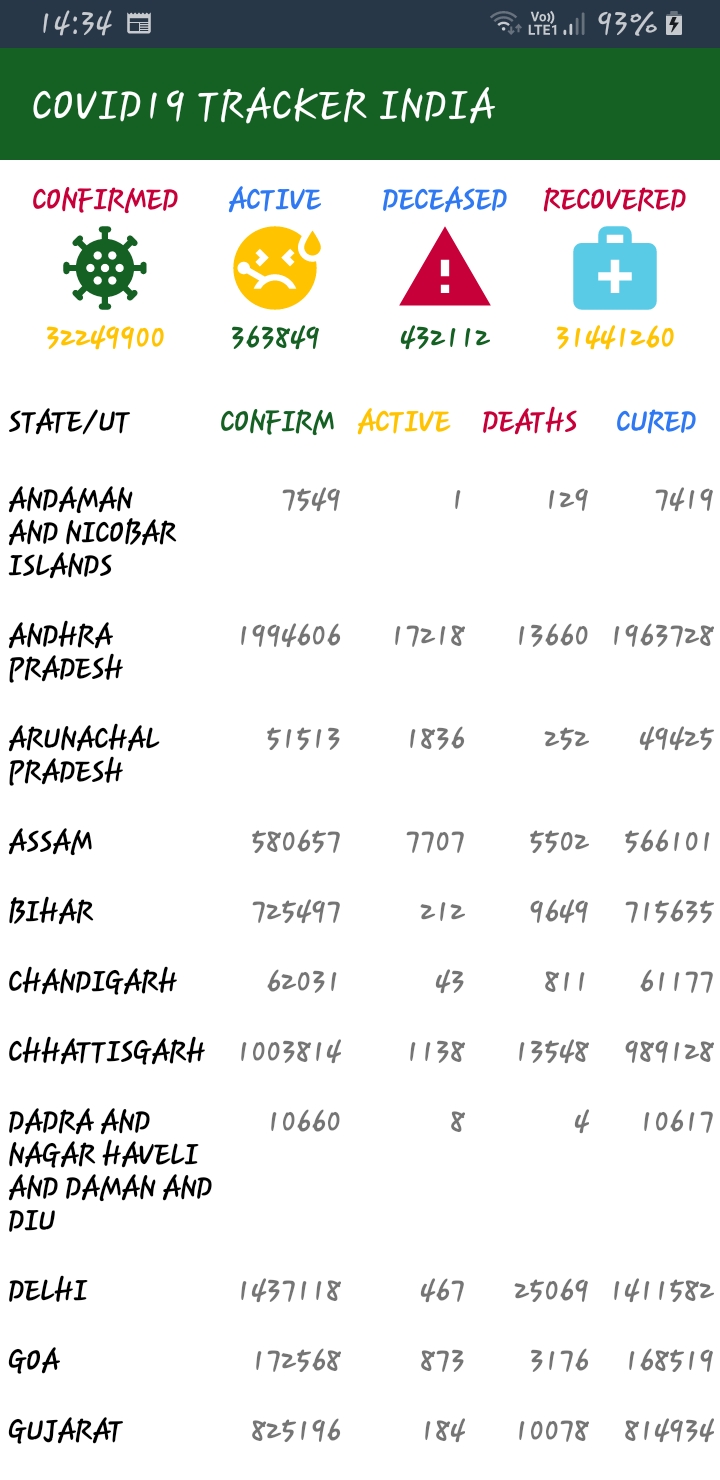 14:34 Vo)) LTE1 93%
COVID19 TRACKER INDIA
CONFIRMED ACTIVE DECEASED RECOVERED
32249900 363849 432112 31441260
STATE/UT CONFIRM ACTIVE DEATHS CURED
ANDAMAN 7549 1 129 7419
AND NICOBAR
ISLANDS
ANDHRA 1994606 17218 13660 1963728
PRADESH
ARUNACHAL 51513 1836 252 49425
PRADESH
ASSAM 580657 7707 5502 566101
BIHAR 725497 212 9649 715635
CHANDIGARH 62031 43 811 61177
CHHATTISGARH 1003814 1138 13548 989128
DADRA AND 10660 8 4 10617
NAGAR HAVELI
AND DAMAN AND
DIU
DELHI 1437118 467 25069 1411582
GOA 172568 873 3176 168519
GUJARAT 825196 184 10078 814934